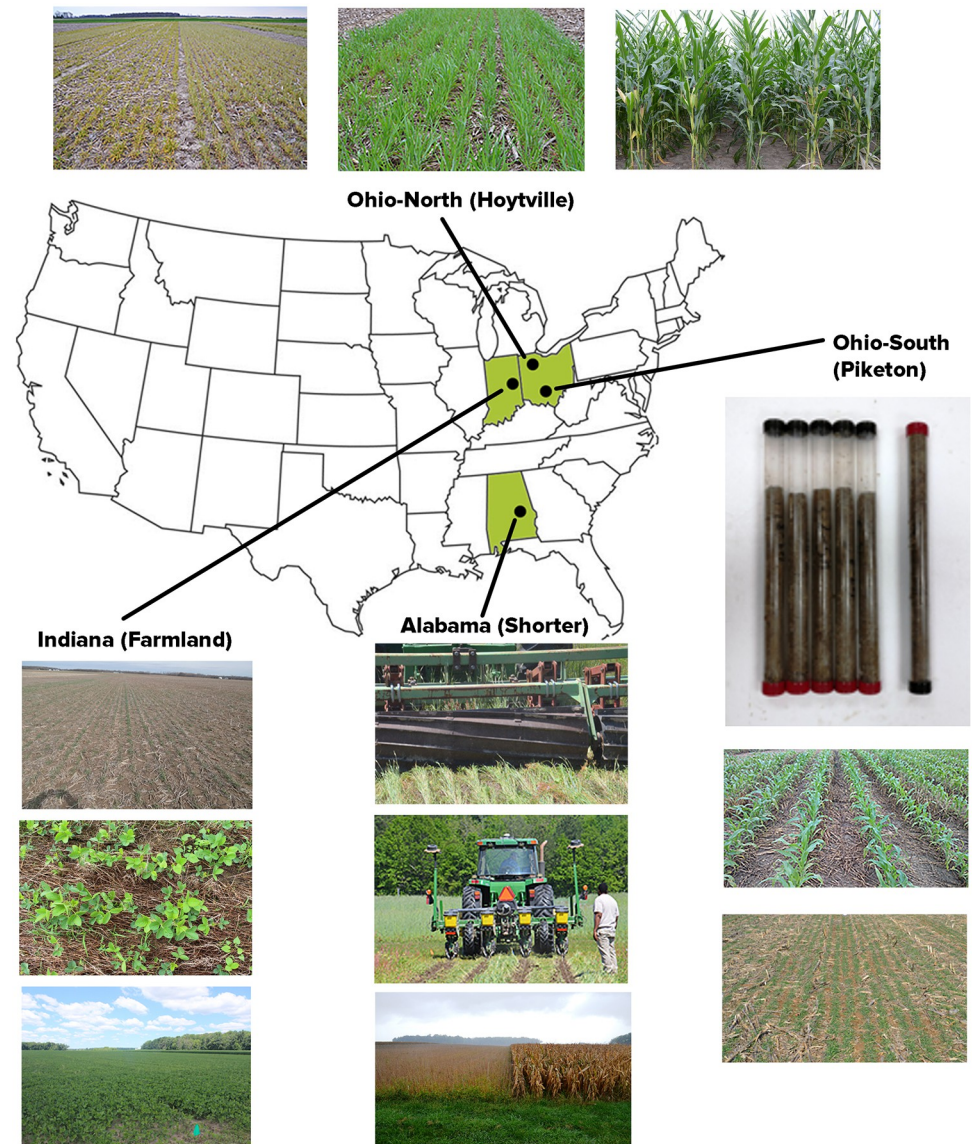 Ohio-North (Hoytville)
Ohio-South
(Piketon)
Indiana (Farmland)
Alabama (Shorter)